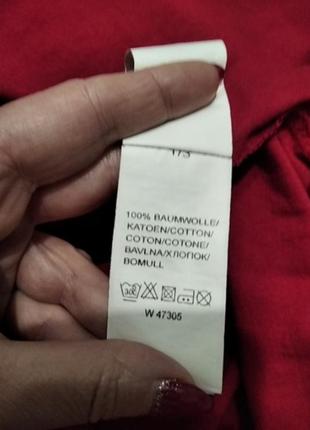 100% BAUMWOLLE/
KATOEN/COTTON/
COTON/COTONE/
BAVLNA/ХЛОПОК/
BOMULL
W 47305